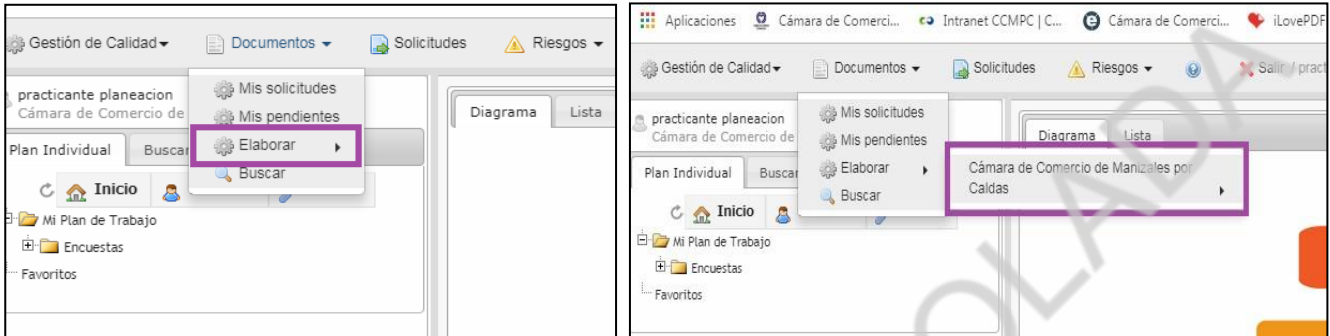 Gestión de Calidad
Documentos
Solicitudes
Riesgos
Mis solicitudes
Mis pendientes
Elaborar
Buscar
practicante planeacion
Cámara de Comercio de
Plan Individual
Buscar
Inicio
Mi Plan de Trabajo
Encuestas
Favoritos
Diagrama
Lista
Aplicaciones
Cámara de Comerci...
Intranet CCMPC | C...
Cámara de Comerci...
iLovePDF
Gestión de Calidad
Documentos
Solicitudes
Riesgos
Salir / pract
Mis solicitudes
Mis pendientes
Elaborar
Buscar
practicante planeacion
Cámara de Comercio de
Plan Individual
Buscar
Inicio
Mi Plan de Trabajo
Encuestas
Favoritos
Diagrama
Lista
Cámara de Comercio de Manizales por
Caldas
OLADA